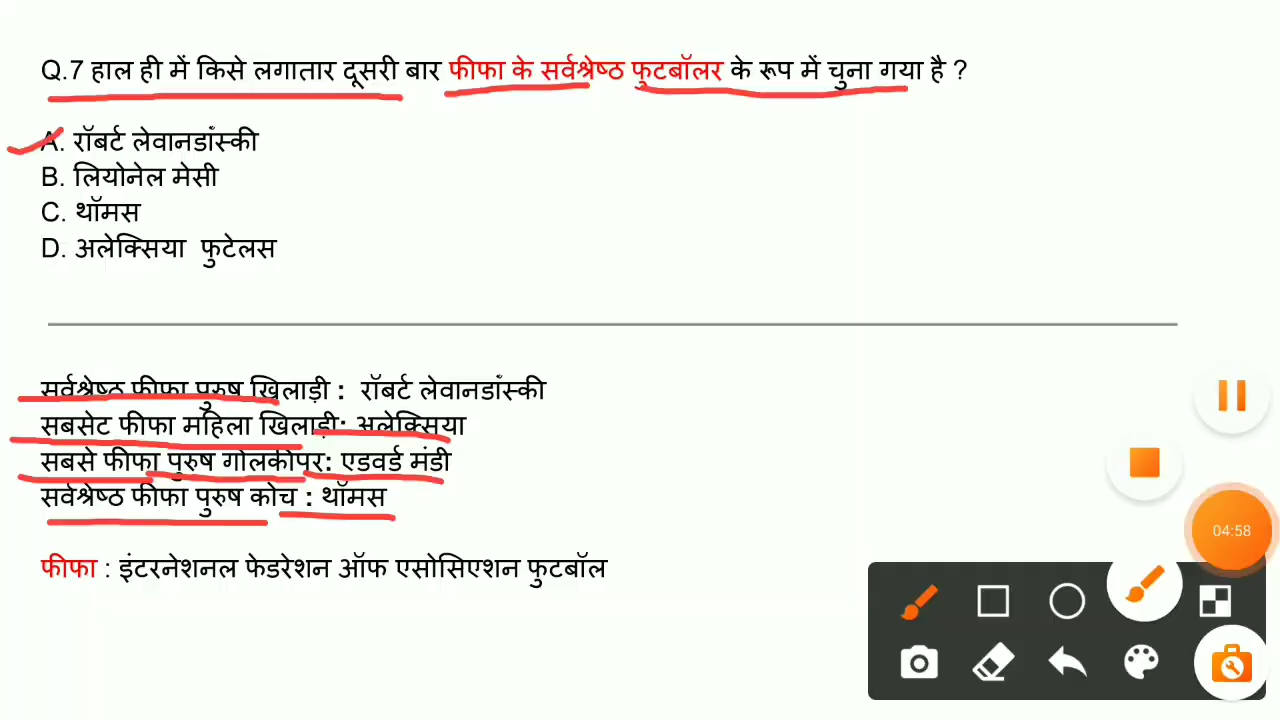 Q.7 हाल ही में किसे लगातार दूसरी बार फीफा के सर्वश्रेष्ठ फुटबॉलर के रूप में चुना गया है ?
A. रॉबर्ट लेवानडाॅंस्की
B. लियोनेल मेसी
C. थॉमस
D. अलेक्सिया फुटेलस
सर्वश्रेष्ठ फीफा पुरुष खिलाड़ी : रॉबर्ट लेवानडाॅंस्की
सबसेट फीफा महिला खिलाड़ी: अलेक्सिया
सबसे फीफा पुरुष गोलकीपर: एडवर्ड मंडी
सर्वश्रेष्ठ फीफा पुरुष कोच : थॉमस
फीफा : इंटरनेशनल फेडरेशन ऑफ एसोसिएशन फुटबॉल
04:58